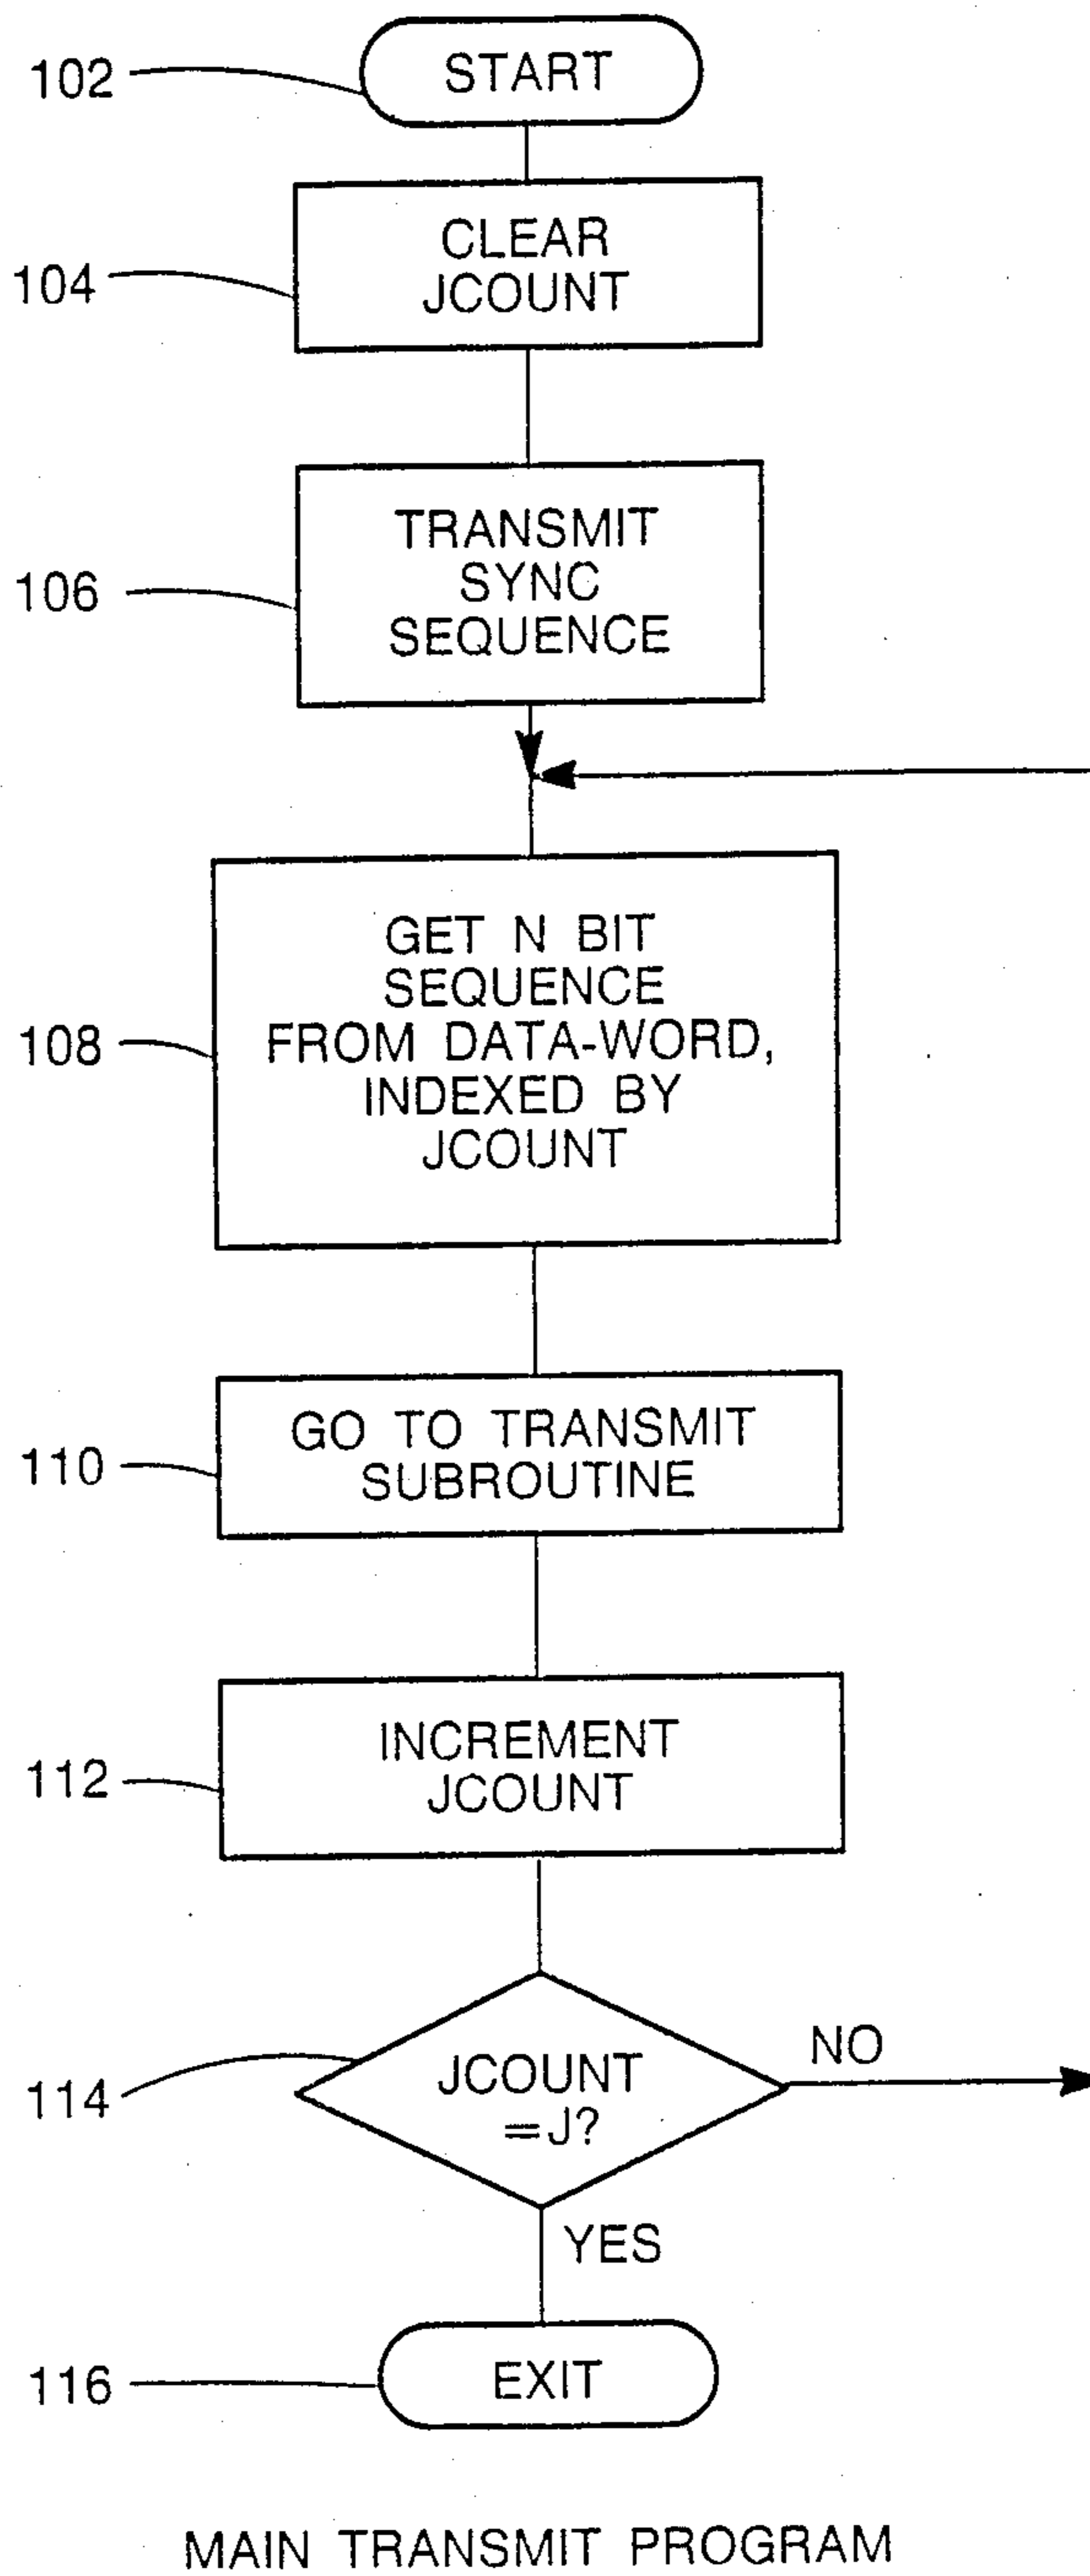 102
START
104
CLEAR
JCOUNT
106
TRANSMIT
SYNC
SEQUENCE
108
GET N BIT
SEQUENCE
FROM DATA-WORD,
INDEXED BY
JCOUNT
110
GO TO TRANSMIT
SUBROUTINE
112
INCREMENT
JCOUNT
114
JCOUNT
=J?
NO
YES
116
EXIT
MAIN TRANSMIT PROGRAM